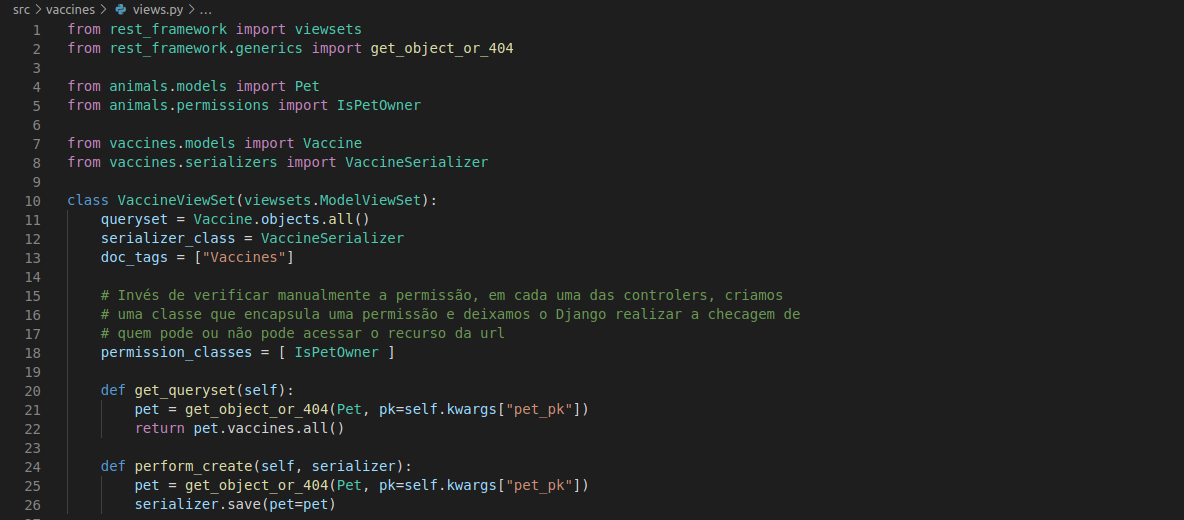 src > vaccines > views.py > ...
1 from rest_framework import viewsets
2 from rest_framework.generics import get_object_or_404
3
4 from animals.models import Pet
5 from animals.permissions import IsPetOwner
6
7 from vaccines.models import Vaccine
8 from vaccines.serializers import VaccineSerializer
9
10 class VaccineViewSet(viewsets.ModelViewSet):
11     queryset = Vaccine.objects.all()
12     serializer_class = VaccineSerializer
13     doc_tags = ["Vaccines"]
14
15     # Invés de verificar manualmente a permissão, em cada uma das controlers, criamos
16     # uma classe que encapsula uma permissão e deixamos o Django realizar a checagem de
17     # quem pode ou não pode acessar o recurso da url
18     permission_classes = [ IsPetOwner ]
19
20     def get_queryset(self):
21         pet = get_object_or_404(Pet, pk=self.kwargs["pet_pk"])
22         return pet.vaccines.all()
23
24     def perform_create(self, serializer):
25         pet = get_object_or_404(Pet, pk=self.kwargs["pet_pk"])
26         serializer.save(pet=pet)